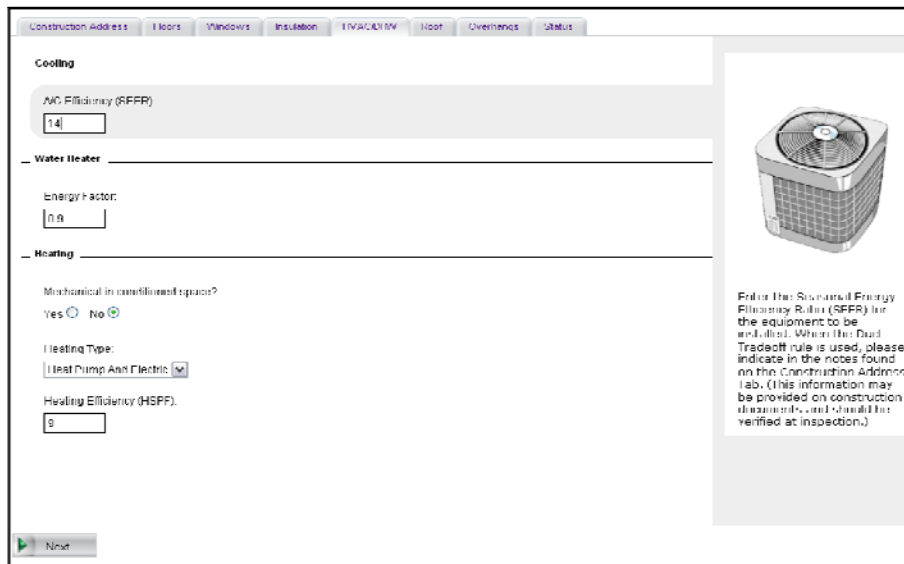 Construction Address Floors Windows Insulation HVAC/DHW Roof Overhangs Status
Cooling
A/C Efficiency (SEER)
14
Water Heater
Energy Factor:
0.9
Heating
Mechanical in conditioned space?
Yes No
Heating Type:
Heat Pump And Electric
Heating Efficiency (HSPF):
9
Enter the Seasonal Energy
Efficiency Ratio (SEER) for
the equipment to be
installed. When the Duct
Tradeoff rule is used, please
indicate in the notes found
on the Construction Address
Tab. (This information may
be provided on construction
documents, and should be
verified at inspection.)
Next